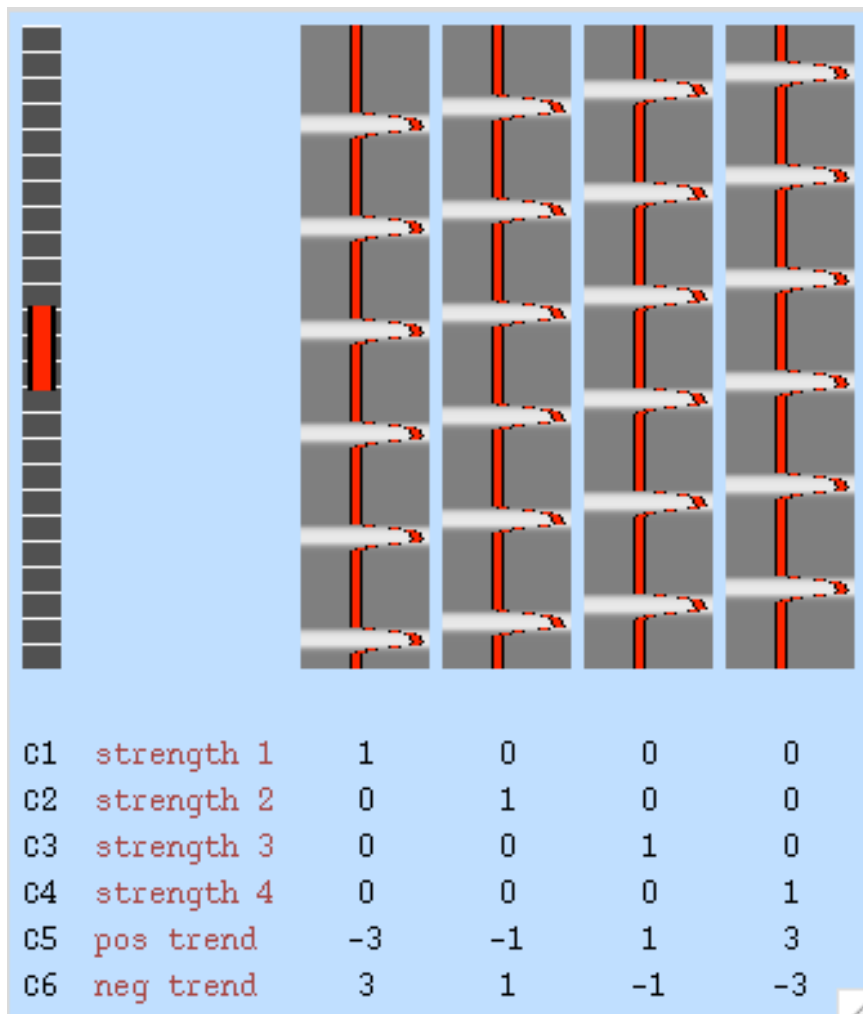 C1 strength 1 1 0 0 0
C2 strength 2 0 1 0 0
C3 strength 3 0 0 1 0
C4 strength 4 0 0 0 1
C5 pos trend -3 -1 1 3
C6 neg trend 3 1 -1 -3